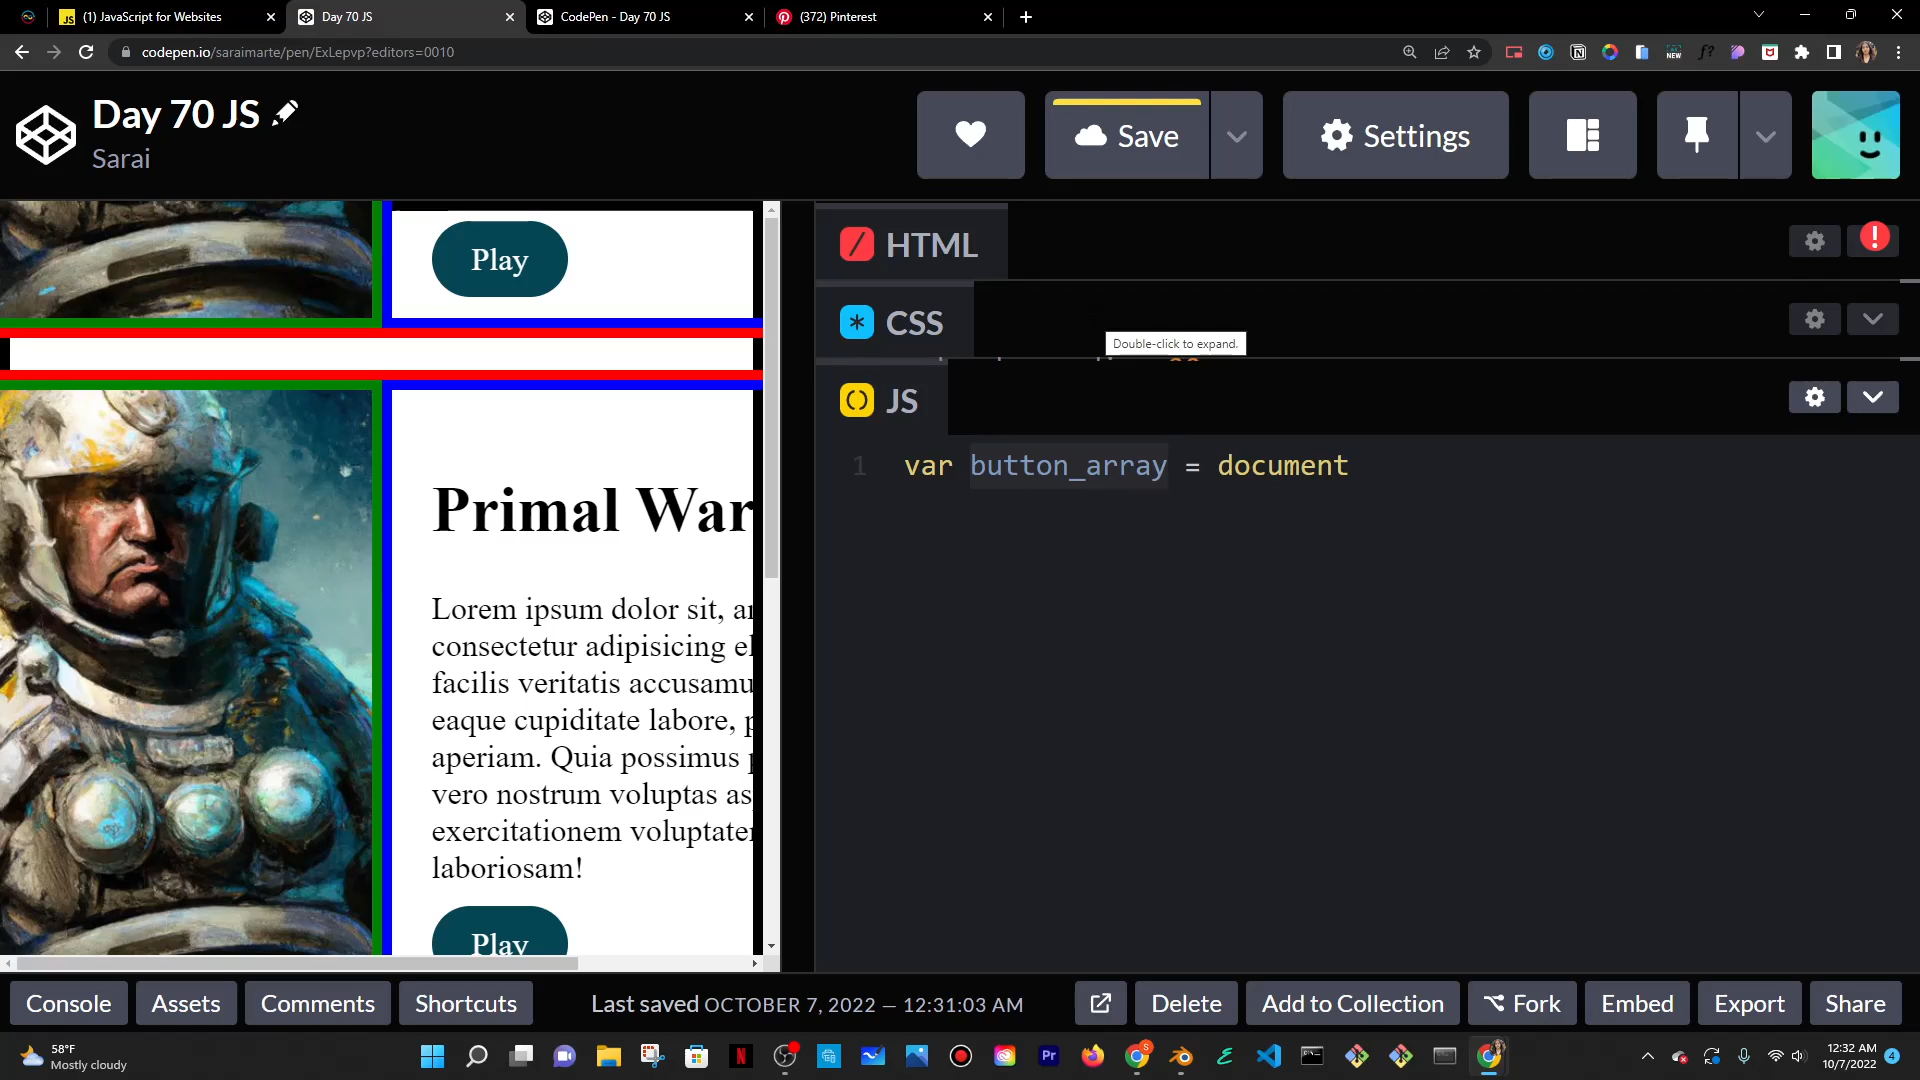 (1) JavaScript for Websites
Day 70 JS
CodePen - Day 70 JS
(372) Pinterest
codepen.io/saraimarte/pen/ExLepvp?editors=0010
NEW
Day 70 JS
Sarai
Save
Settings
Play
HTML
CSS
Double-click to expand.
JS
1 var button_array = document
Primal War
Lorem ipsum dolor sit,
consectetur adipisicing
facilis veritatis
eaque cupiditate labore,
aperiam. Quia possimus
vero nostrum voluptas
exercitationem
laboriosam!
Play
Console
Assets
Comments
Shortcuts
Last saved OCTOBER 7, 2022 — 12:31:03 AM
Delete
Add to Collection
Fork
Embed
Export
Share
58°F
Mostly cloudy
12:32 AM
10/7/2022
4